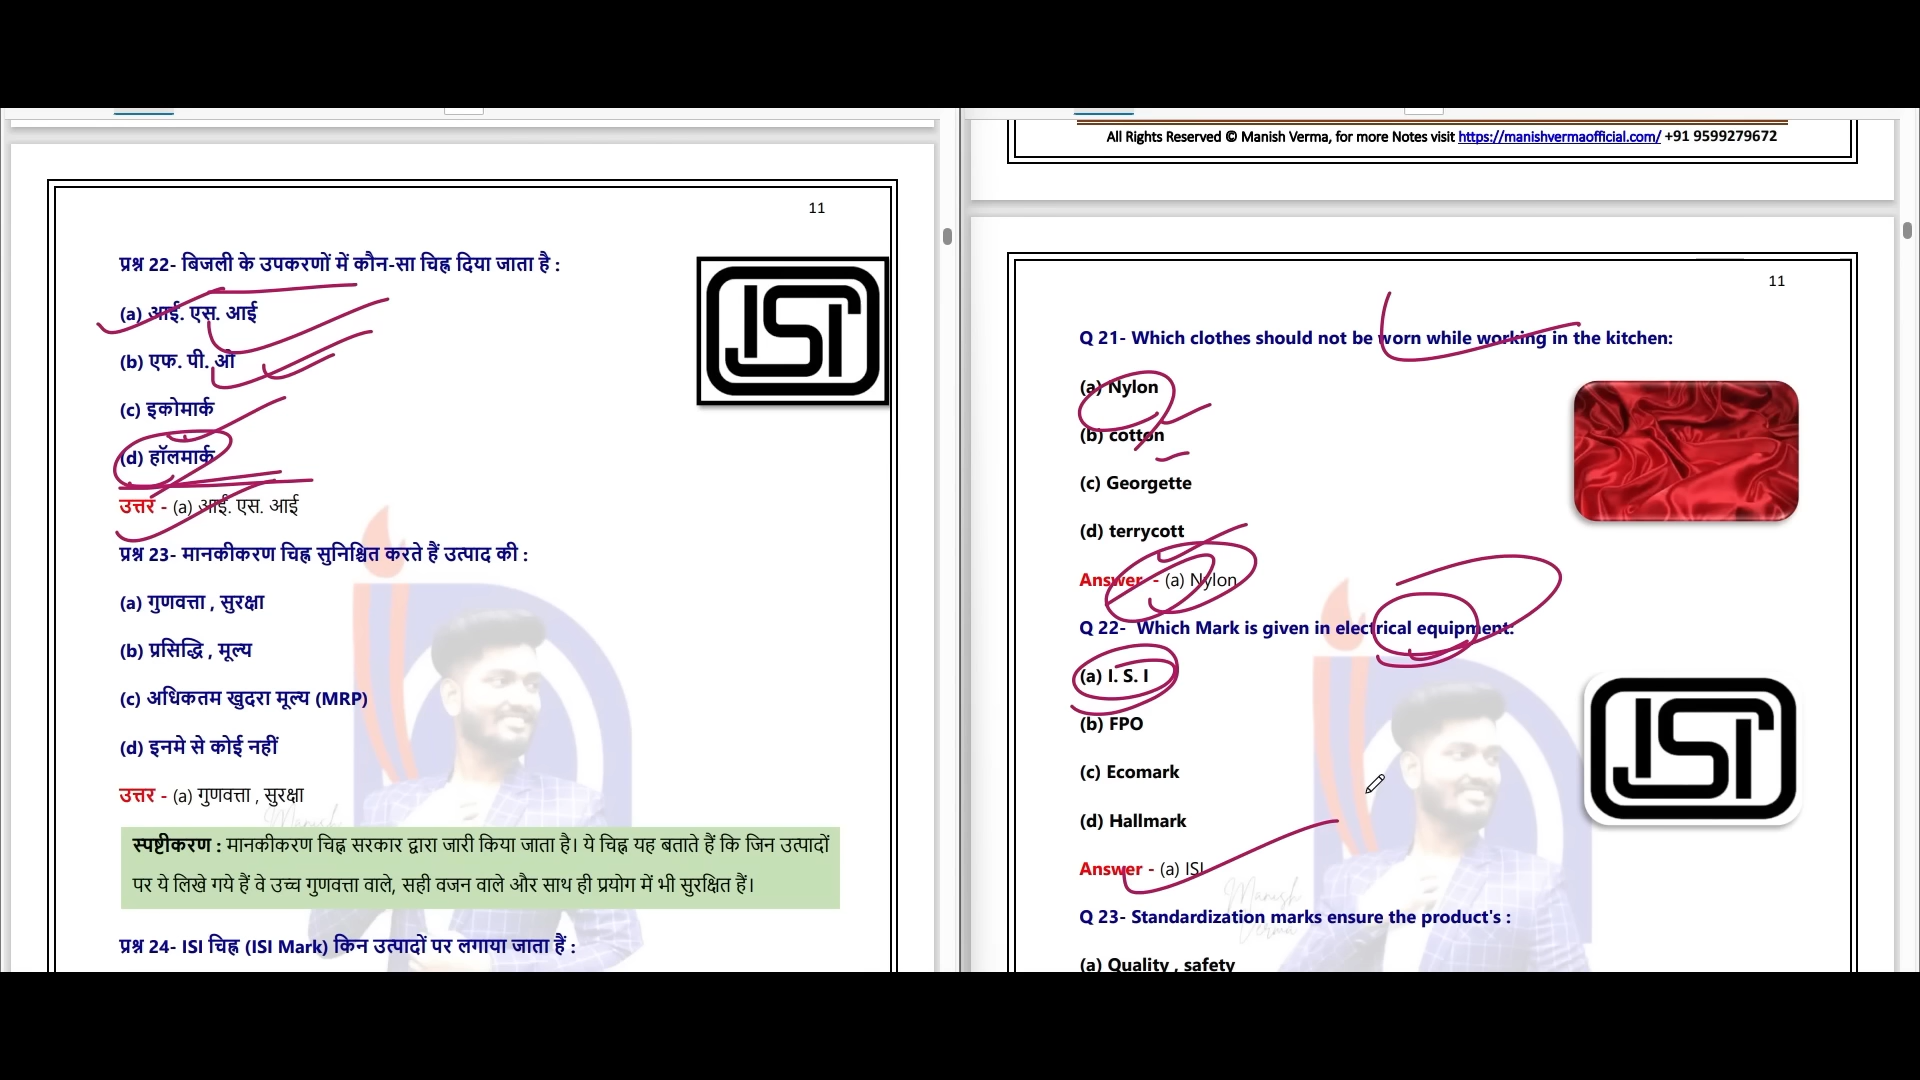 11
प्रश्न 22- बिजली के उपकरणों में कौन-सा चिह्न दिया जाता है :
(a) आई. एस. आई
(b) एफ. पी. ओ
(c) इकोमार्क
(d) हॉलमार्क
उत्तर - (a) आई. एस. आई
प्रश्न 23- मानकीकरण चिह्न सुनिश्चित करते हैं उत्पाद की :
(a) गुणवत्ता , सुरक्षा
(b) प्रसिद्धि , मूल्य
(c) अधिकतम खुदरा मूल्य (MRP)
(d) इनमे से कोई नहीं
उत्तर - (a) गुणवत्ता , सुरक्षा
स्पष्टीकरण : मानकीकरण चिह्न सरकार द्वारा जारी किया जाता है। ये चिह्न यह बताते हैं कि जिन उत्पादों
पर ये लिखे गये हैं वे उच्च गुणवत्ता वाले, सही वजन वाले और साथ ही प्रयोग में भी सुरक्षित हैं।
प्रश्न 24- ISI चिह्न (ISI Mark) किन उत्पादों पर लगाया जाता हैं :
ISI
All Rights Reserved © Manish Verma, for more Notes visit https://manishvermaofficial.com/ +91 9599279672
11
Q 21- Which clothes should not be worn while working in the kitchen:
(a) Nylon
(b) cotton
(c) Georgette
(d) terrycott
Answer - (a) Nylon
Q 22- Which Mark is given in electrical equipment:
(a) I. S. I
(b) FPO
(c) Ecomark
(d) Hallmark
Answer - (a) ISI
Q 23- Standardization marks ensure the product's :
(a) Quality , safety
ISI
Manish
Verma